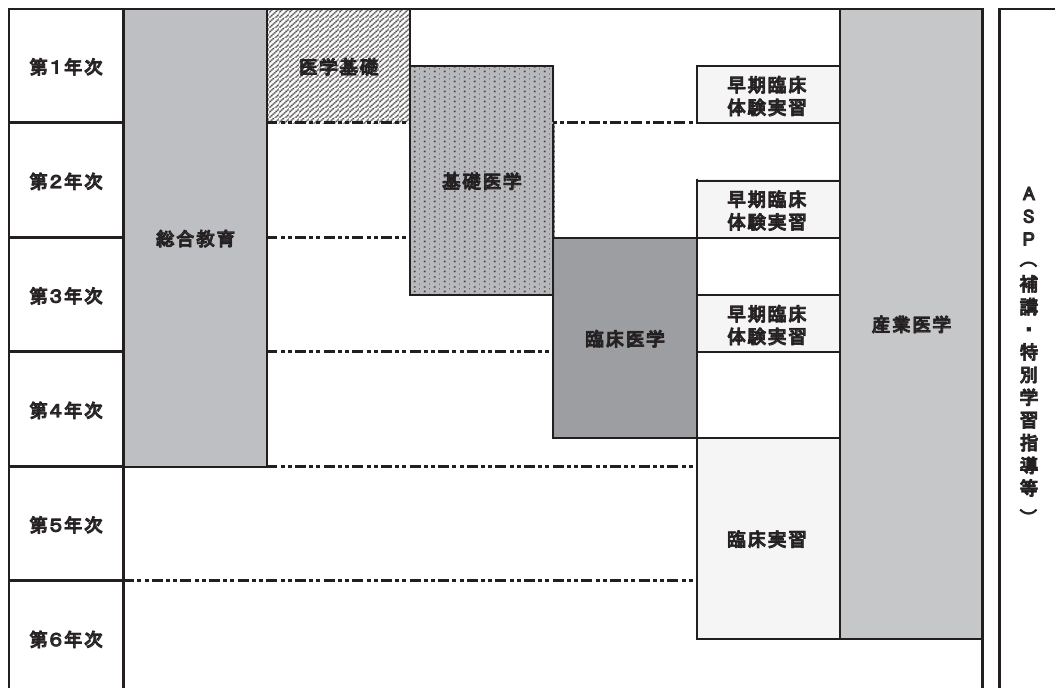 第1年次
第2年次
第3年次
第4年次
第5年次
第6年次
総合教育
医学基礎
基礎医学
臨床医学
早期臨床
体験実習
早期臨床
体験実習
早期臨床
体験実習
臨床実習
産業医学
ASP（補講・特別学習指導等）